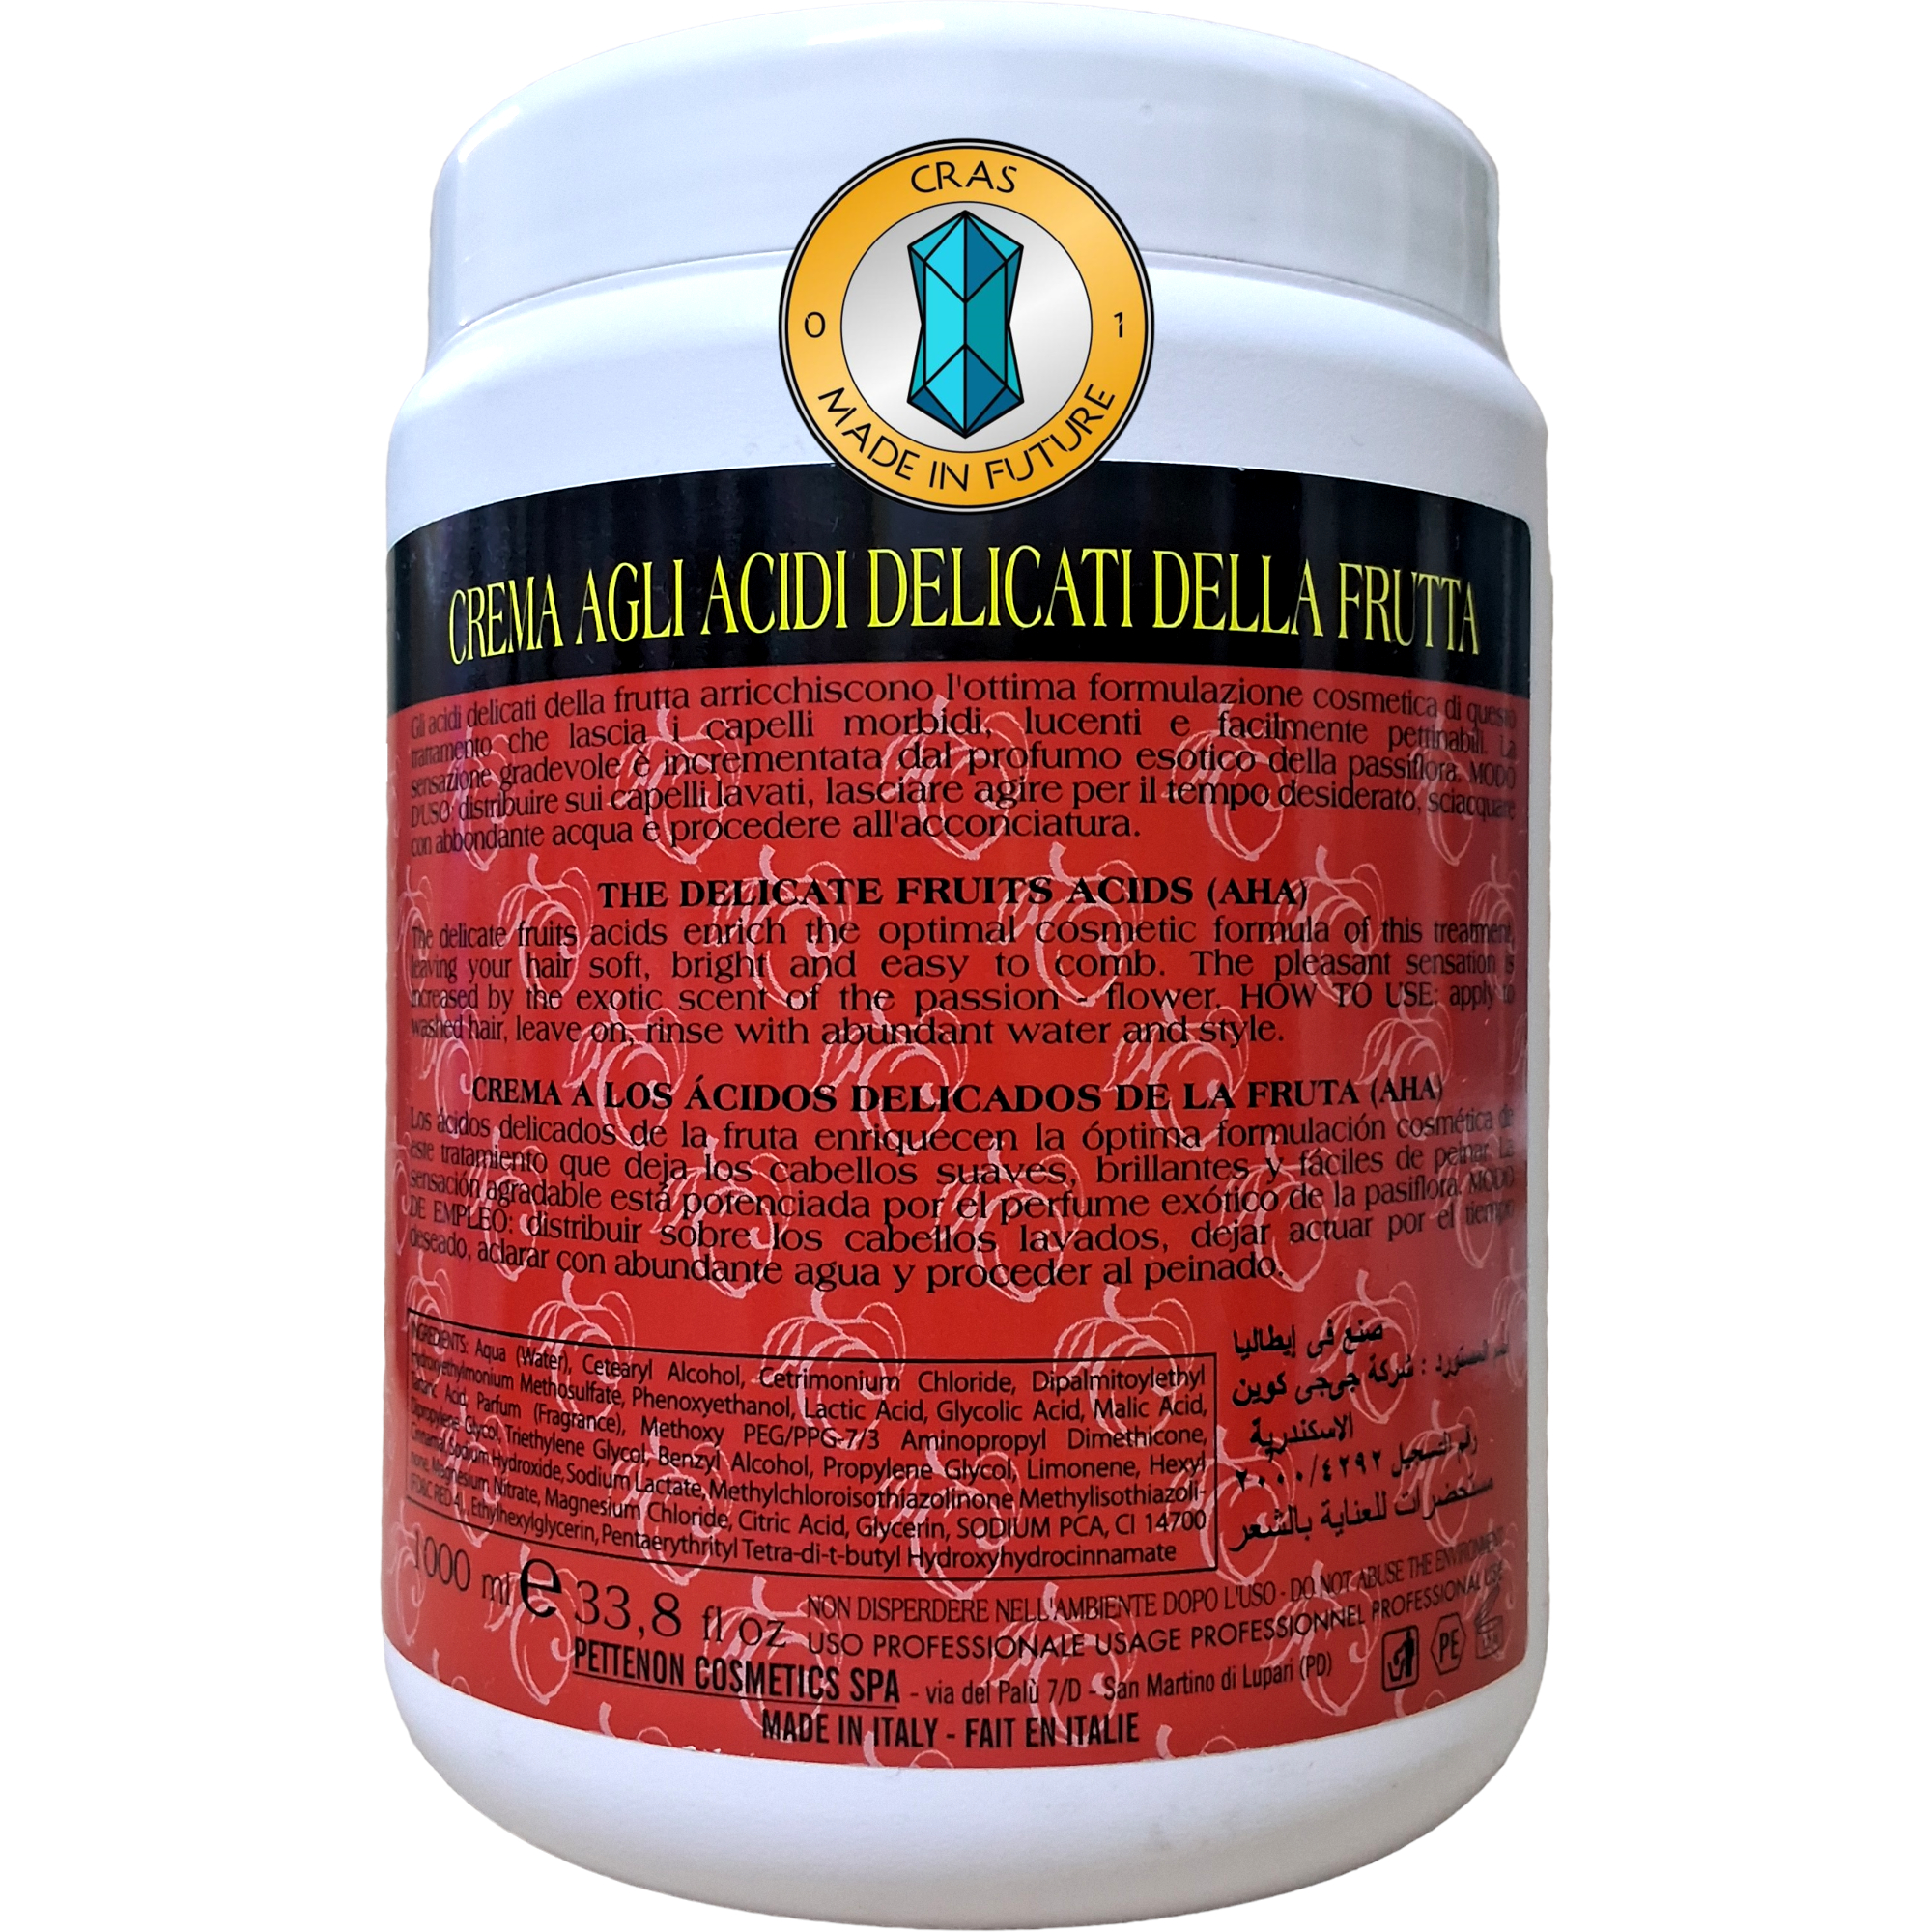 CRAS
0 1
MADE IN FUTURE
CREMA AGLI ACIDI DELICATI DELLA FRUTTA
Gli acidi delicati della frutta arricchiscono l'ottima formulazione cosmetica di questo
trattamento che lascia i capelli morbidi, lucenti e facilmente pettinabili. La
sensazione gradevole è incrementata dal profumo esotico della passiflora. MODO
D'USO: distribuire sui capelli lavati, lasciare agire per il tempo desiderato, sciacquare
con abbondante acqua e procedere all'acconciatura.
THE DELICATE FRUITS ACIDS (AHA)
The delicate fruits acids enrich the optimal cosmetic formula of this treatment,
leaving your hair soft, bright and easy to comb. The pleasant sensation is
increased by the exotic scent of the passion - flower. HOW TO USE: apply to
washed hair, leave on, rinse with abundant water and style.
CREMA A LOS ÁCIDOS DELICADOS DE LA FRUTA (AHA)
Los ácidos delicados de la fruta enriquecen la óptima formulación cosmética de
este tratamiento que deja los cabellos suaves, brillantes y fáciles de peinar. La
sensación agradable está potenciada por el perfume exótico de la pasiflora. MODO
DE EMPLEO: distribuir sobre los cabellos lavados, dejar actuar por el tiempo
deseado, aclarar con abundante agua y proceder al peinado.
INGREDIENTS: Aqua (Water), Cetearyl Alcohol, Cetrimonium Chloride, Dipalmitoylethyl
Hydroxyethylmonium Methosulfate, Phenoxyethanol, Lactic Acid, Glycolic Acid, Malic Acid,
Tartaric Acid, Parfum (Fragrance), Methoxy PEG/PPG-7/3 Aminopropyl Dimethicone,
Dipropylene Glycol, Triethylene Glycol, Benzyl Alcohol, Propylene Glycol, Limonene, Hexyl
Cinnamal, Sodium Hydroxide, Sodium Lactate, Methylchloroisothiazolinone Methylisothiazoli-
none, Magnesium Nitrate, Magnesium Chloride, Citric Acid, Glycerin, SODIUM PCA, CI 14700
(FD&C RED 4), Ethylhexylglycerin, Pentaerythrityl Tetra-di-t-butyl Hydroxyhydrocinnamate
صنع فى إيطاليا
المستورد : شركة جى جى كوين
الاسكندرية
رقم التسجيل ٢٠٠٠/٤٢٩٢
مستحضرات للعناية بالشعر
1000 ml e 33,8 fl oz
NON DISPERDERE NELL'AMBIENTE DOPO L'USO - DO NOT ABUSE THE ENVIRONMENT
USO PROFESSIONALE USAGE PROFESSIONNEL PROFESSIONAL USE
PETTENON COSMETICS SPA - via del Palù 7/D - San Martino di Lupari (PD)
PE
MADE IN ITALY - FAIT EN ITALIE